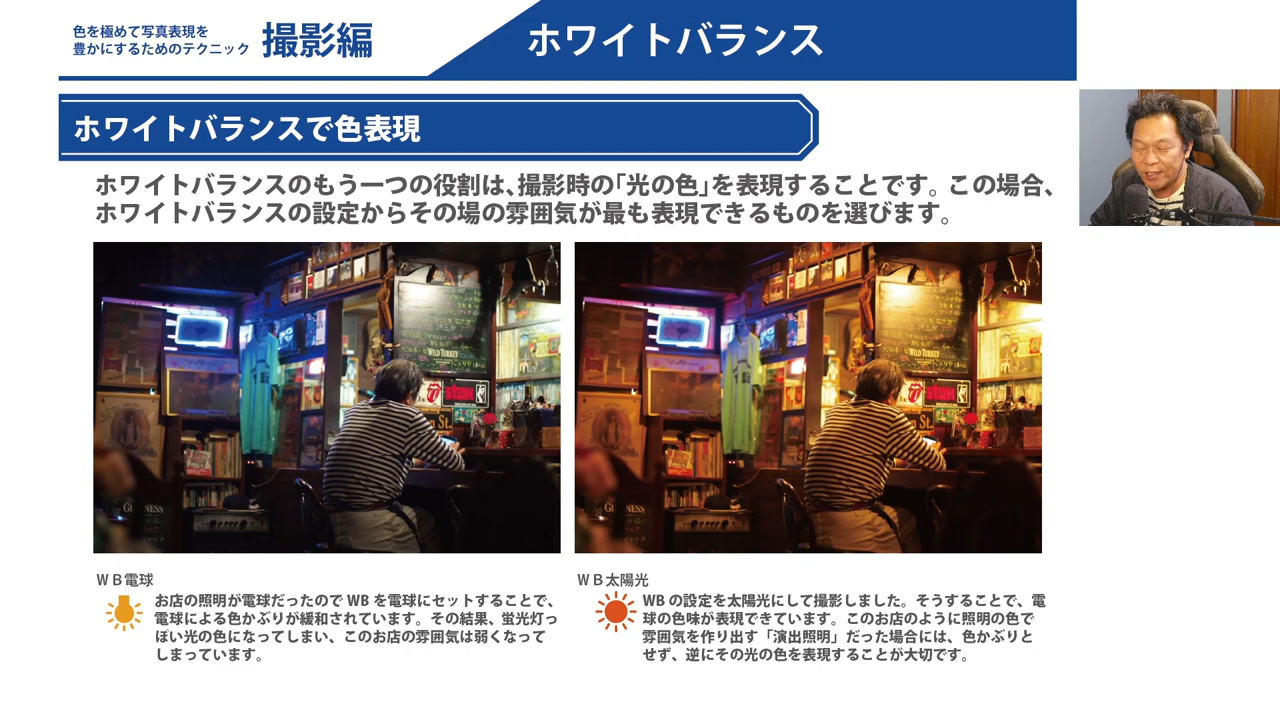 色を極めて写真表現を
豊かにするためのテクニック
撮影編
ホワイトバランス
ホワイトバランスで色表現
ホワイトバランスのもう一つの役割は、撮影時の「光の色」を表現することです。この場合、
ホワイトバランスの設定からその場の雰囲気が最も表現できるものを選びます。
WILD TURKEY
n St.
GUINNESS
WILD TURKEY
n St.
GUINNESS
ＷＢ電球
お店の照明が電球だったので WB を電球にセットすることで、
電球による色かぶりが緩和されています。その結果、蛍光灯っ
ぽい光の色になってしまい、このお店の雰囲気は弱くなって
しまっています。
ＷＢ太陽光
WB の設定を太陽光にして撮影しました。そうすることで、電
球の色味が表現できています。このお店のように照明の色で
雰囲気を作り出す「演出照明」だった場合には、色かぶりと
せず、逆にその光の色を表現することが大切です。